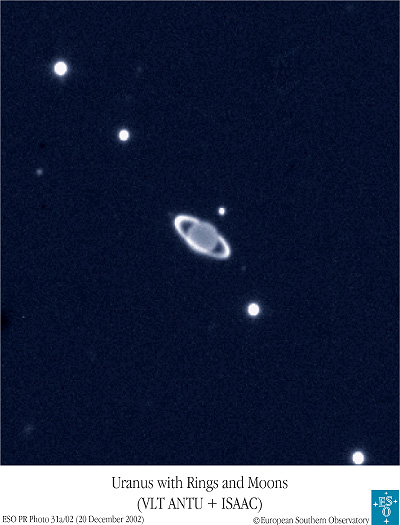 Uranus with Rings and Moons
(VLT ANTU + ISAAC)
ESO PR Photo 31a/02 (20 December 2002)
© European Southern Observatory
ESO